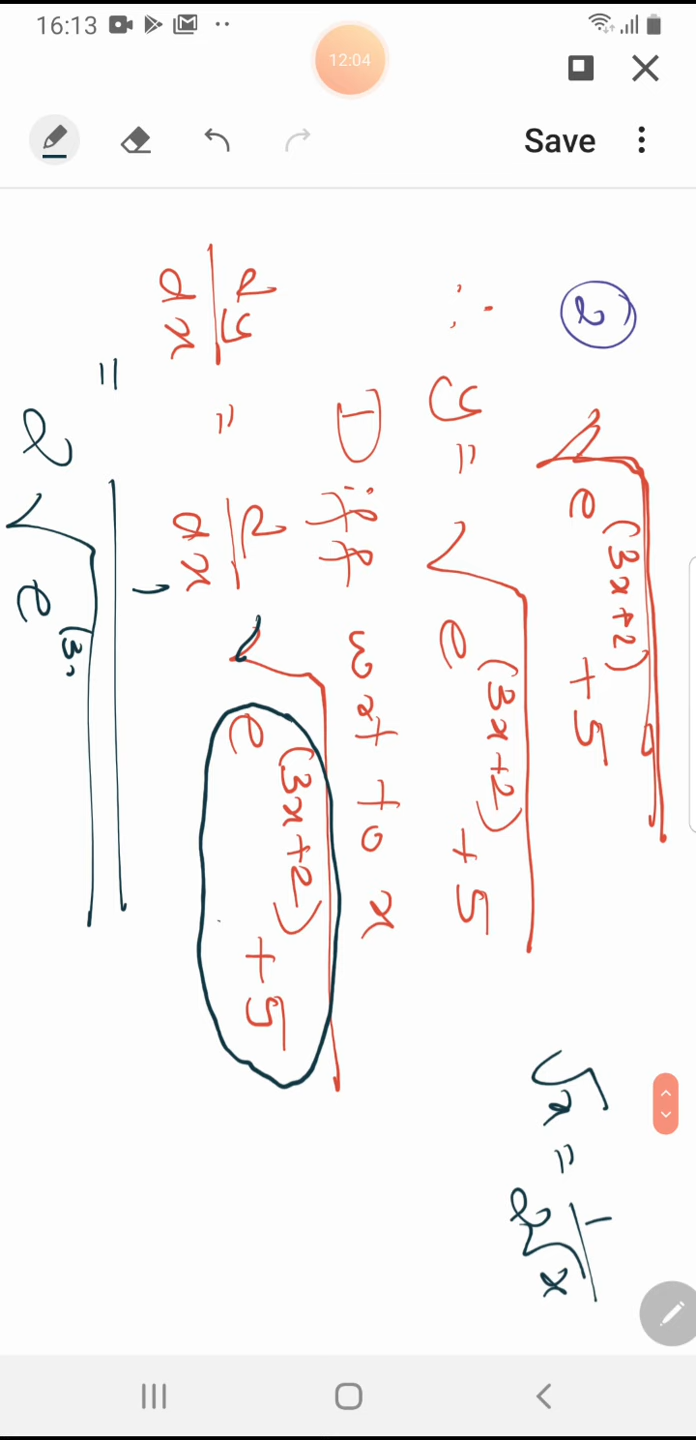 16:13
12:04
Save
② √e^(3x+2) + 5
∴ y = √e^(3x+2) + 5
Diff wrt to x
dy/dx = d/dx √e^(3x+2) + 5
= 1/2√e^(3x
√x = 1/2√x